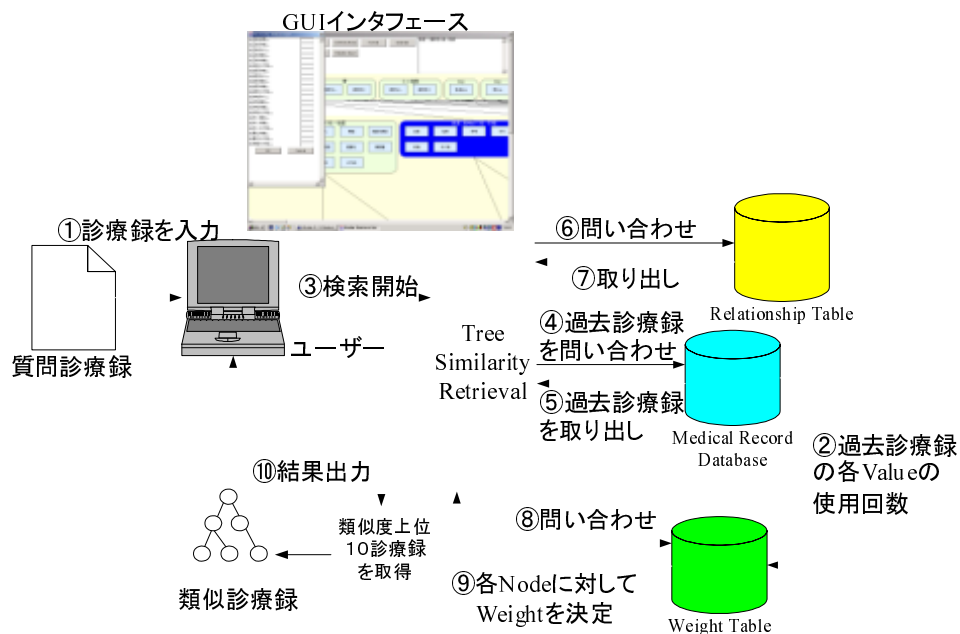 GUIインタフェース
①診療録を入力
質問診療録
ユーザー
③検索開始
⑥問い合わせ
⑦取り出し
Relationship Table
Tree
Similarity
Retrieval
④過去診療録
を問い合わせ
⑤過去診療録
を取り出し
Medical Record
Database
②過去診療録
の各Valueの
使用回数
⑩結果出力
類似度上位
10診療録
を取得
類似診療録
⑧問い合わせ
⑨各Nodeに対して
Weightを決定
Weight Table